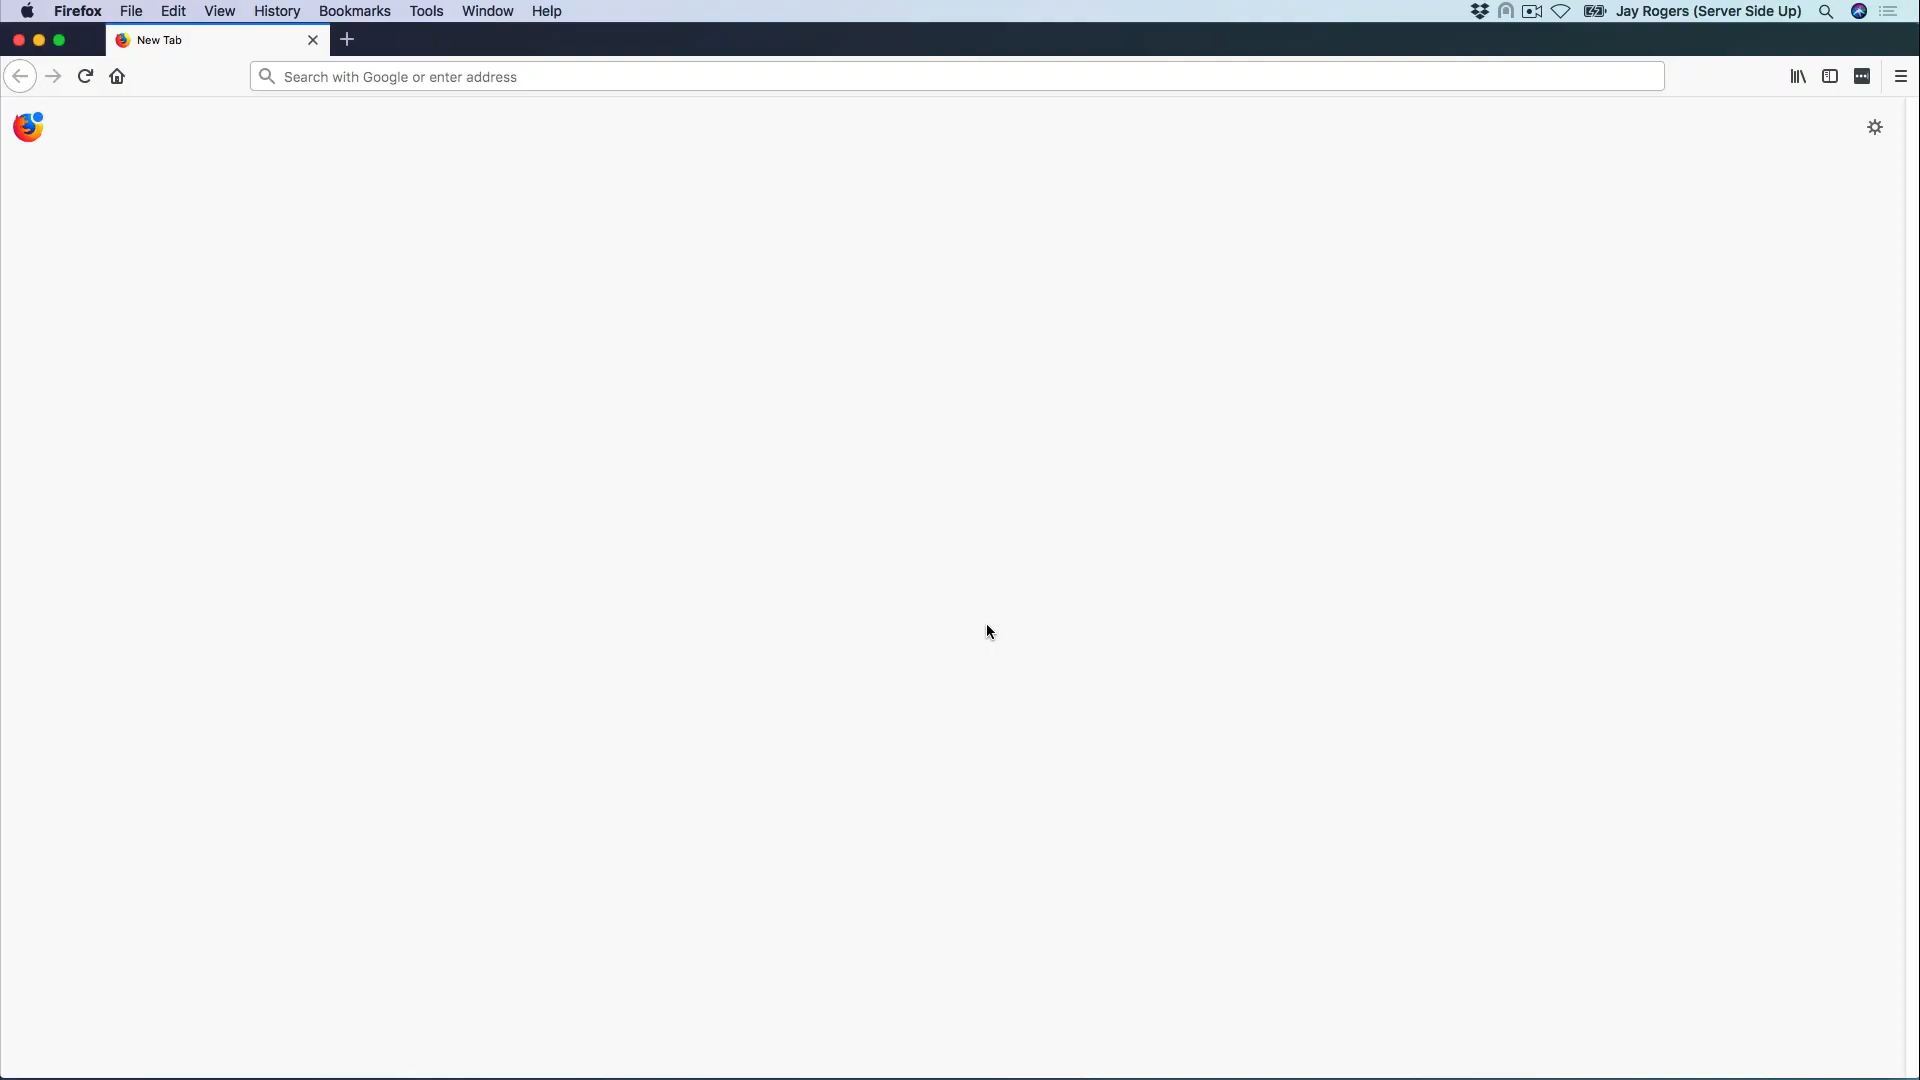 Firefox File Edit View History Bookmarks Tools Window Help Jay Rogers (Server Side Up)
New Tab
Search with Google or enter address